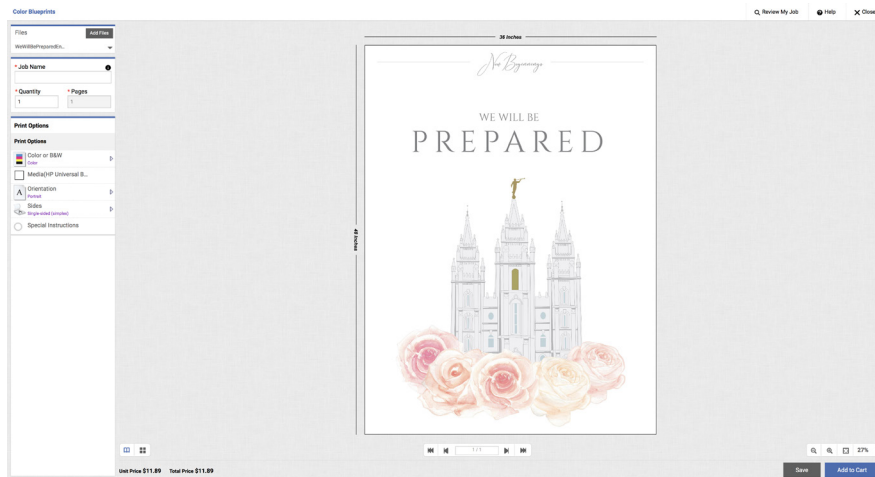 Color Blueprints
Review My Job
Help
Close
Files
Add Files
WeWillBePreparedEn...
* Job Name
* Quantity
* Pages
1
1
Print Options
Print Options
Color or B&W
Color
Media(HP Universal B...
Orientation
Portrait
Sides
Single-sided (simplex)
Special Instructions
36 inches
48 inches
New Beginnings
WE WILL BE
PREPARED
1 / 1
27%
Unit Price $11.89 Total Price $11.89
Save
Add to Cart